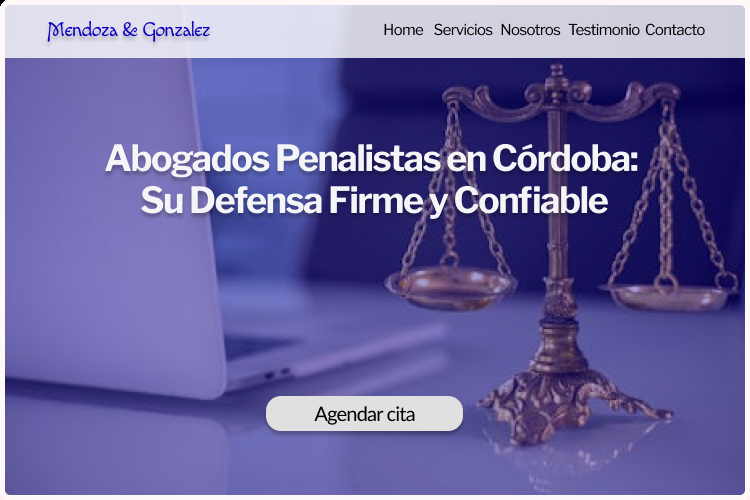 Mendoza & Gonzalez
Home Servicios Nosotros Testimonio Contacto
Abogados Penalistas en Córdoba:
Su Defensa Firme y Confiable
Agendar cita